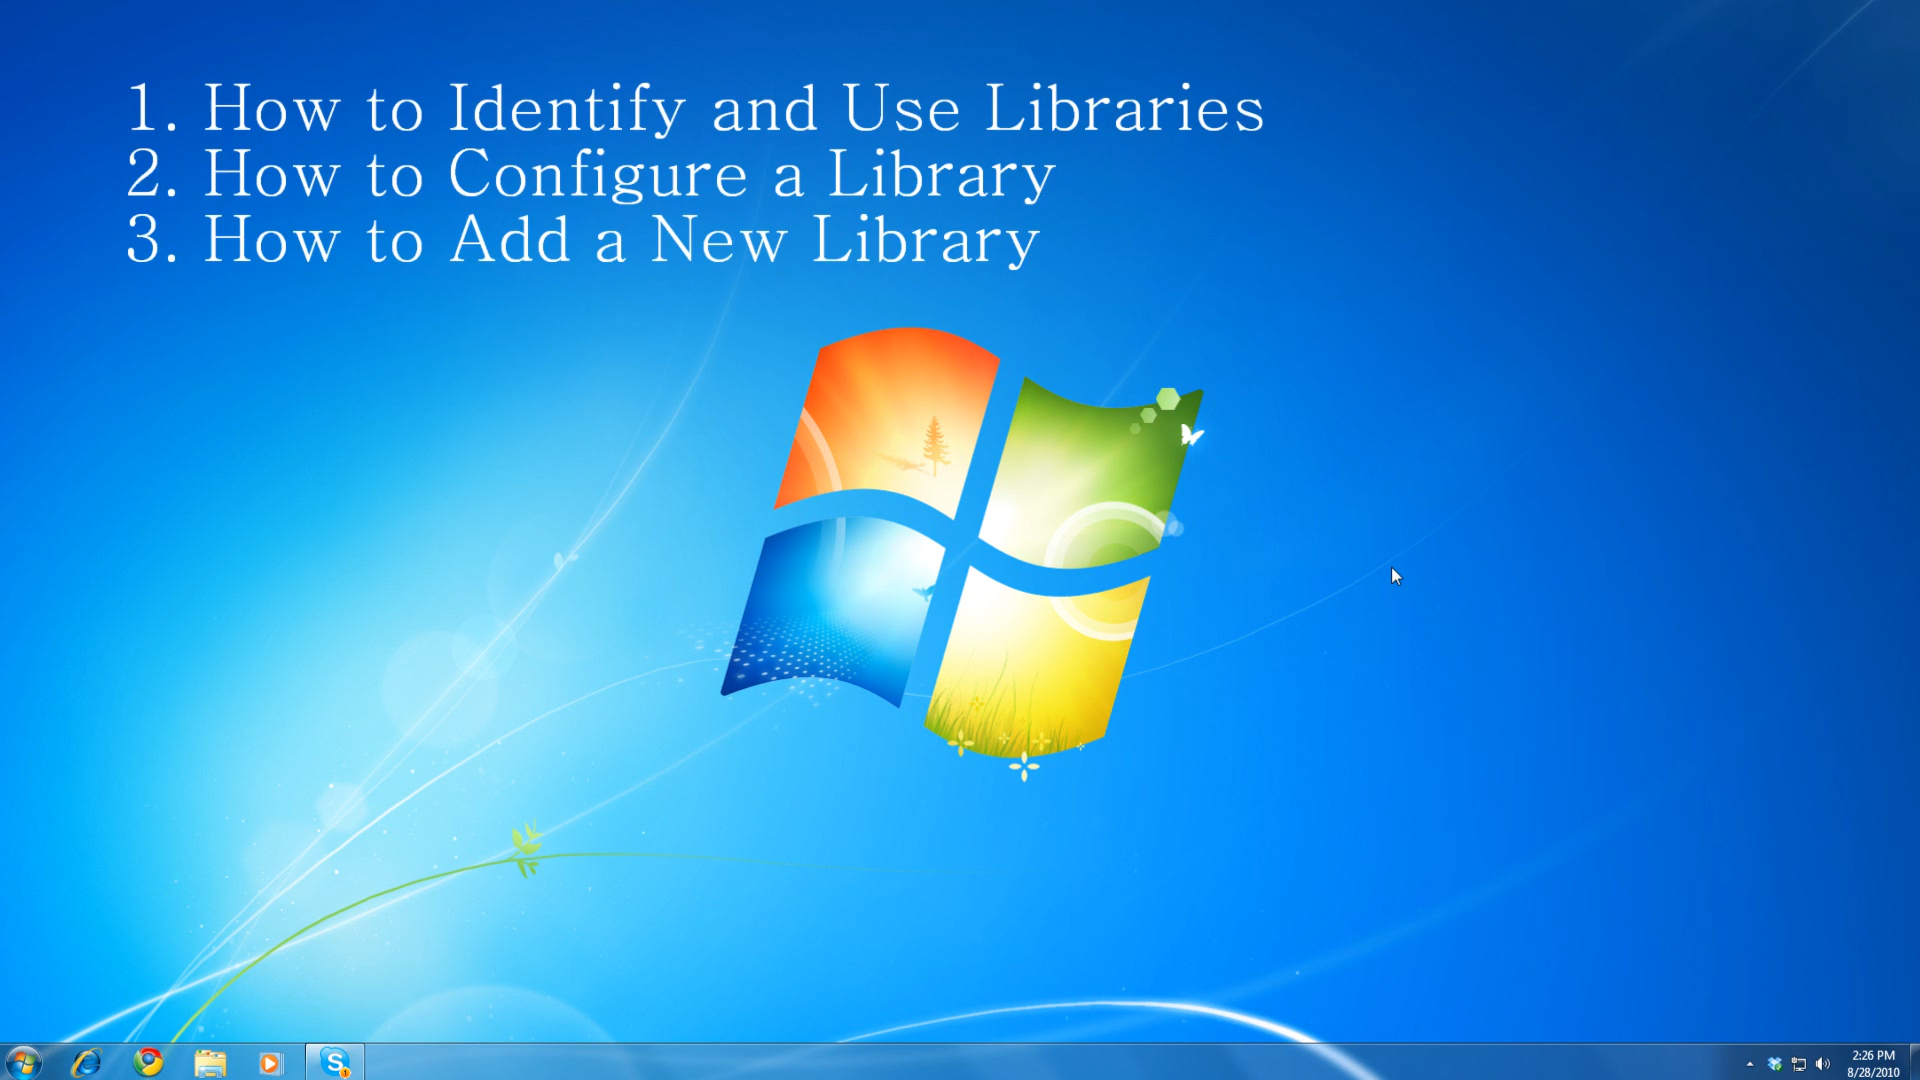 1. How to Identify and Use Libraries
2. How to Configure a Library
3. How to Add a New Library
2:26 PM
8/28/2010